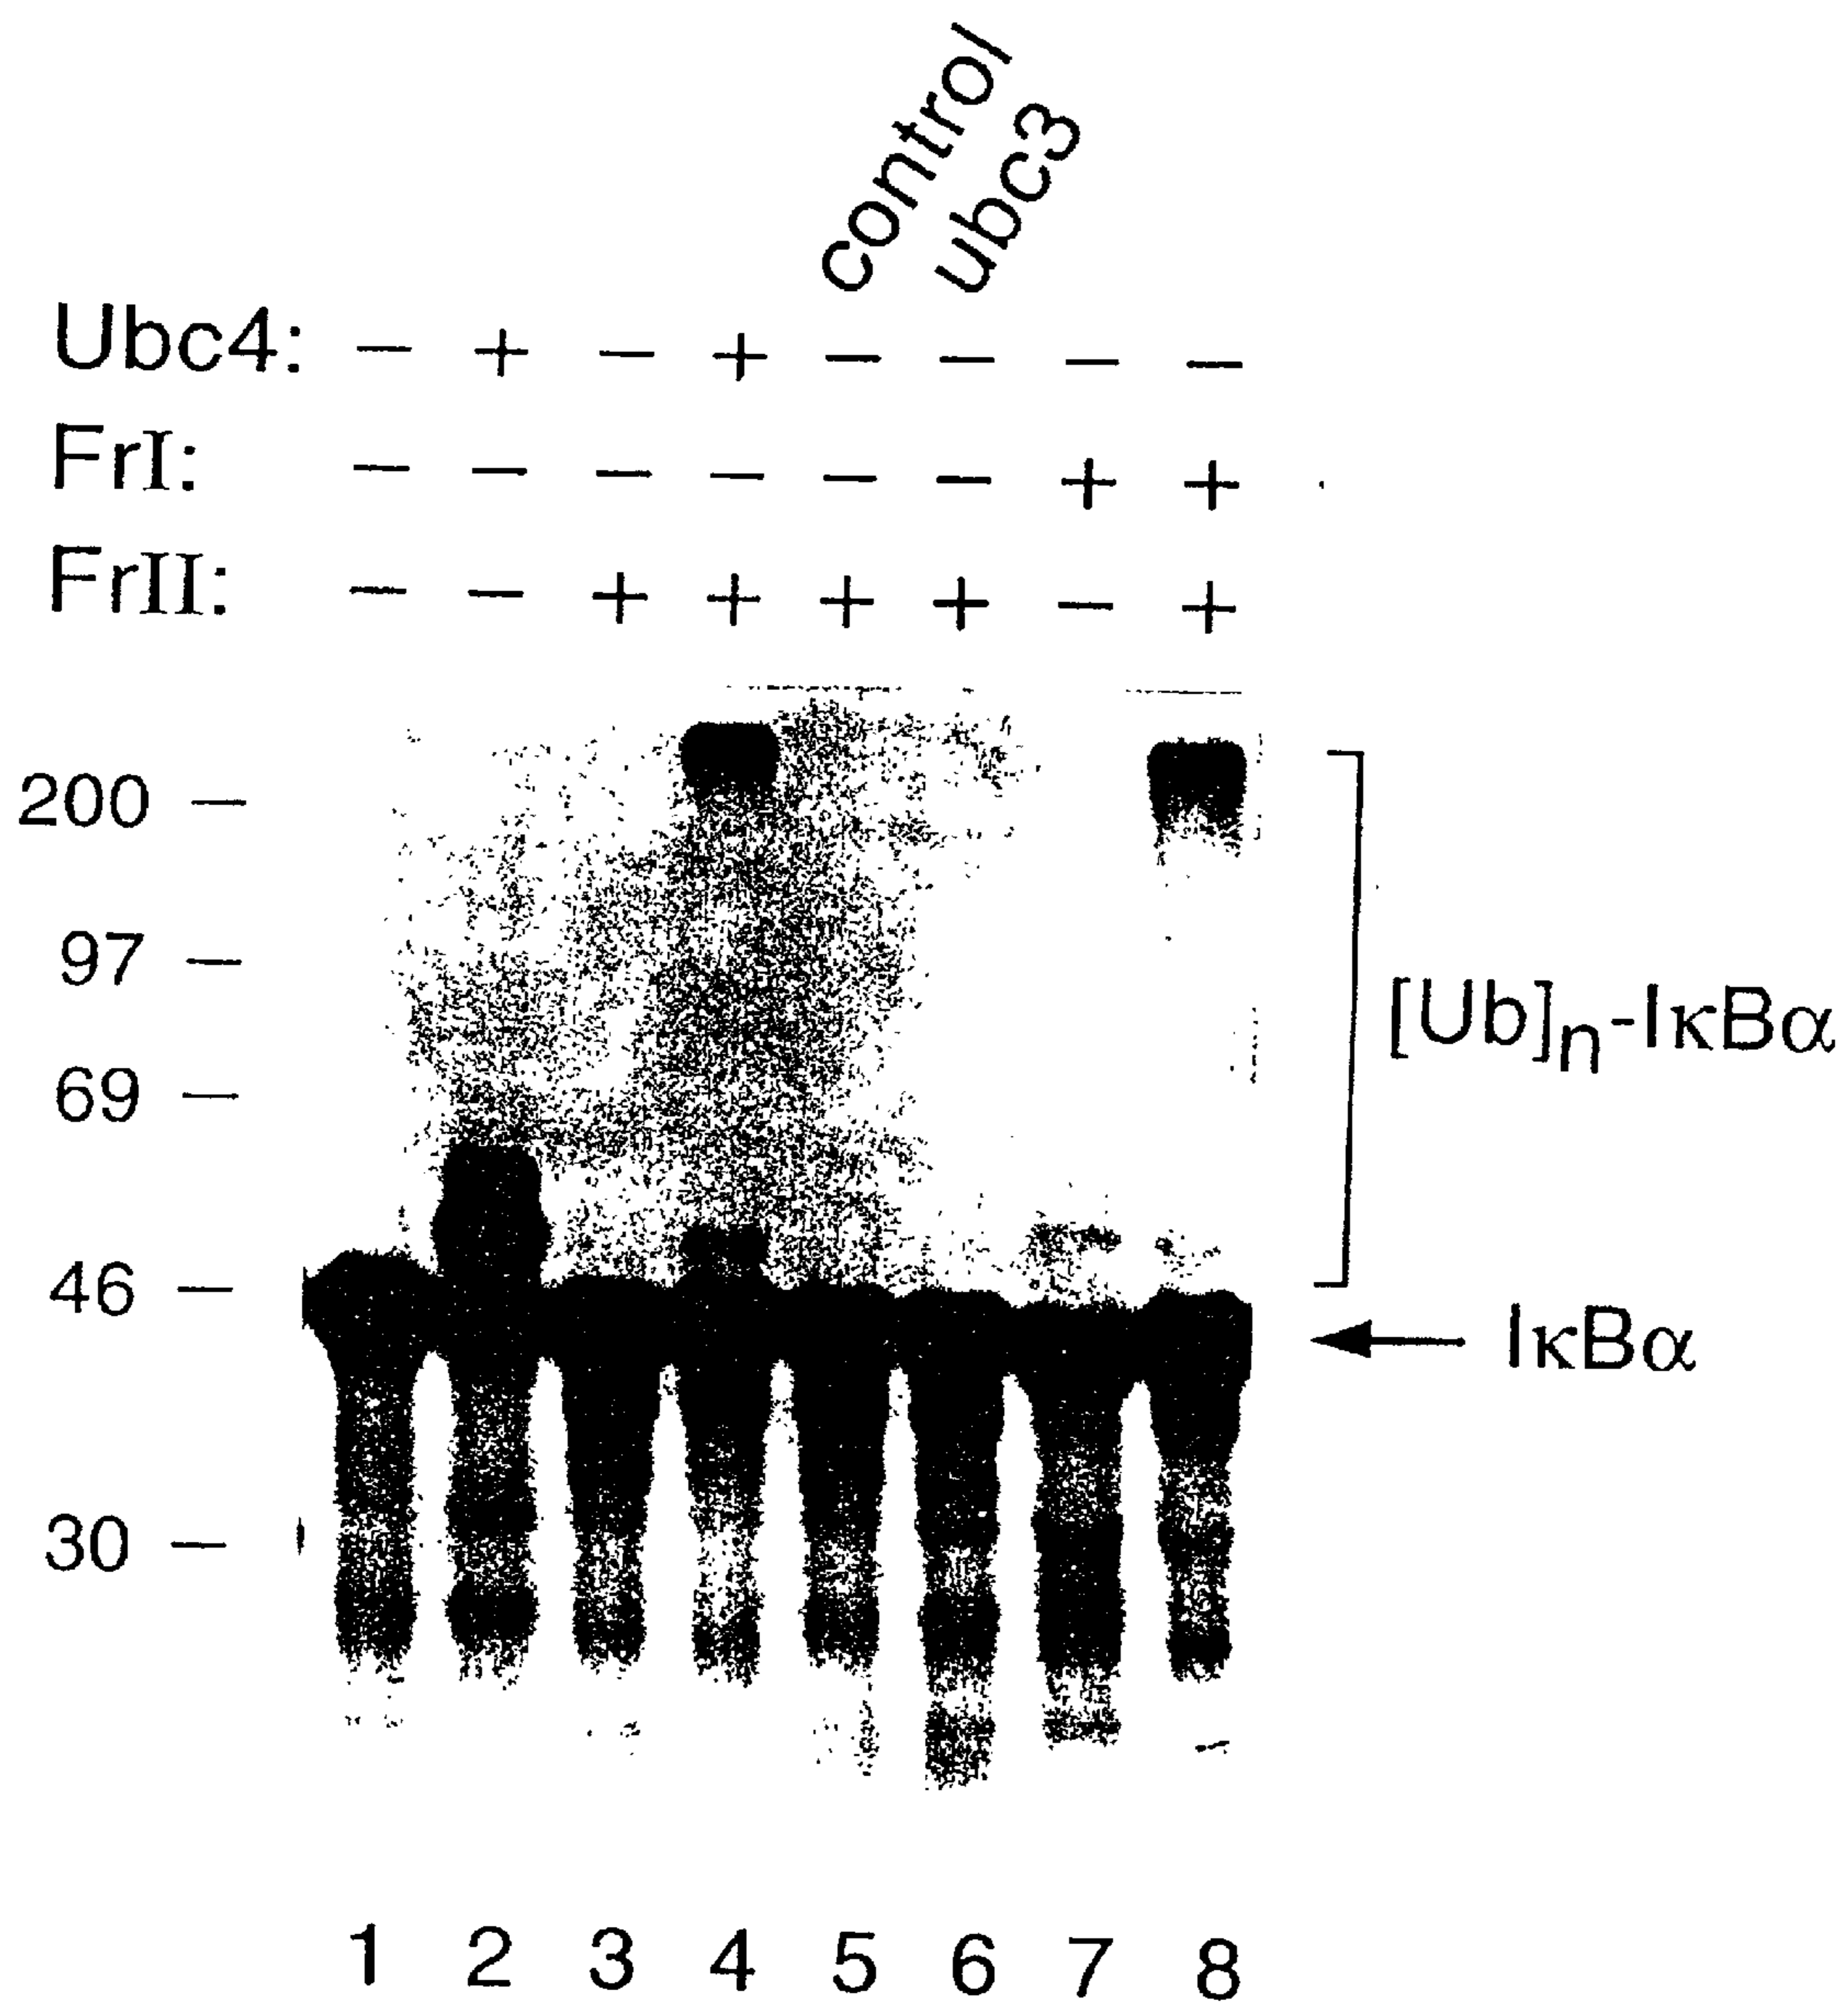 control
ubc3
Ubc4: − + − + − − − −
FrI: − − − − − − + +
FrII: − − + + + + − +
200 —
97 —
69 —
46 —
30 —
[Ub]n-IκBα
IκBα
1 2 3 4 5 6 7 8